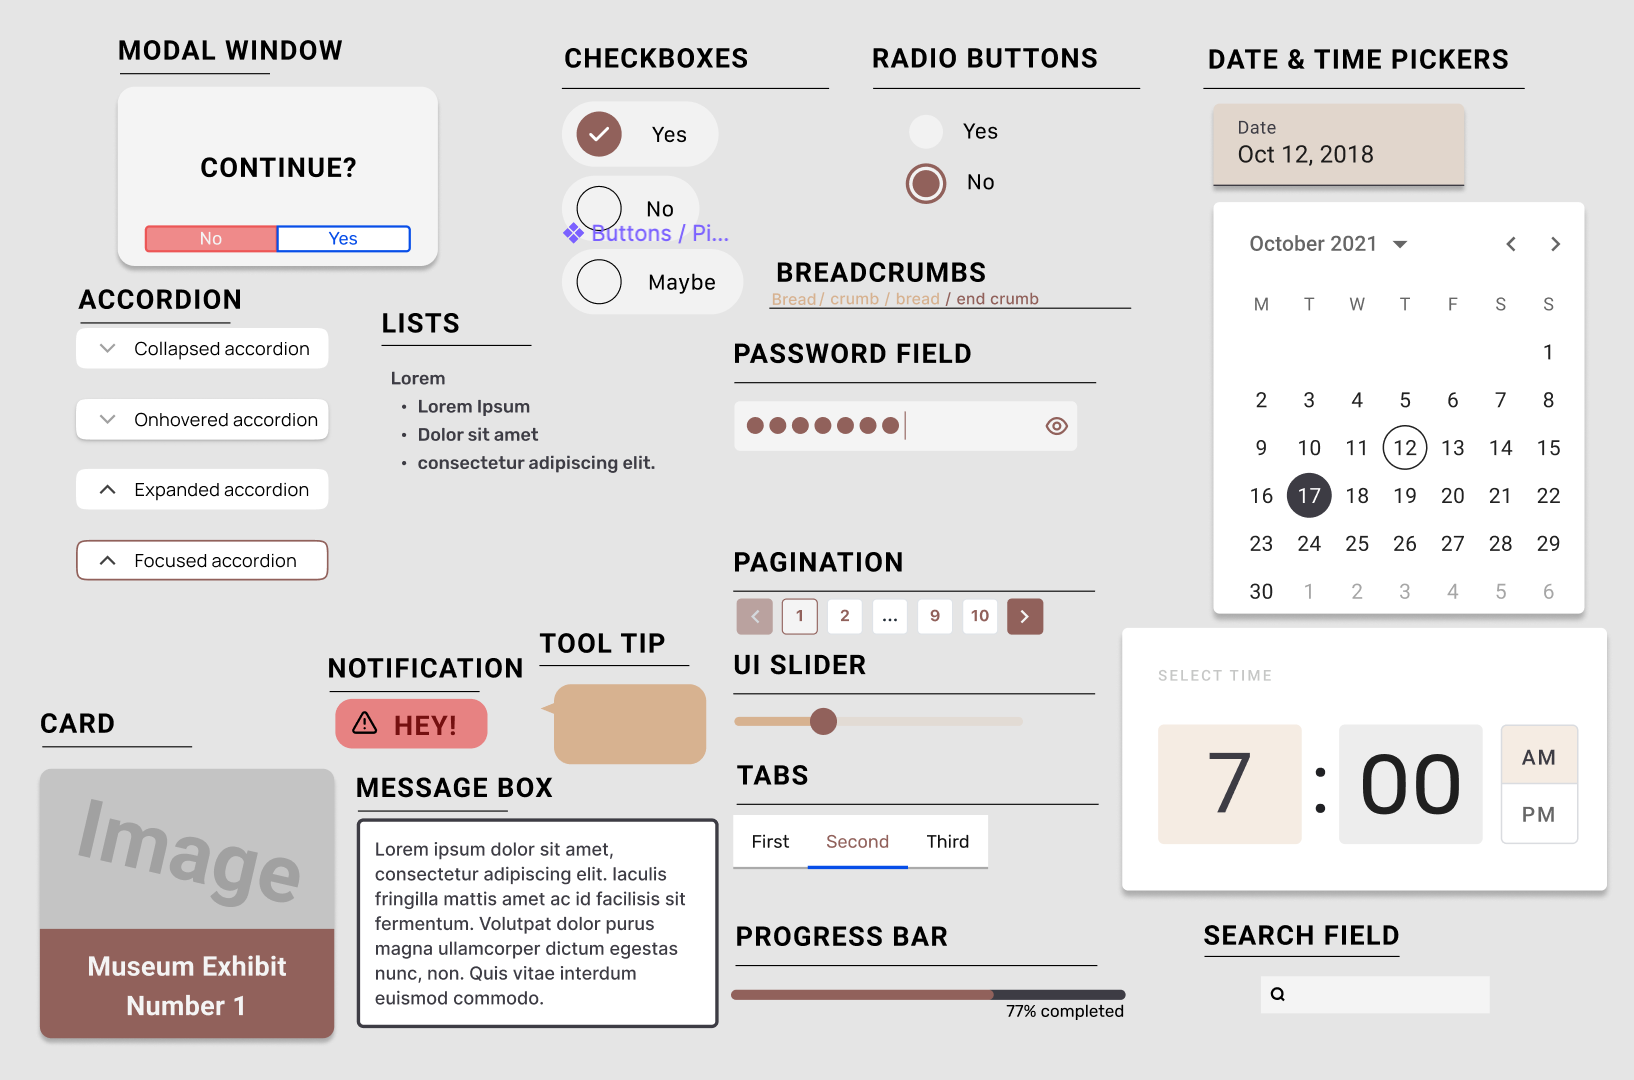 MODAL WINDOW
CONTINUE?
No
Yes
CHECKBOXES
Yes
No
Buttons / Pi...
Maybe
RADIO BUTTONS
Yes
No
DATE & TIME PICKERS
Date
Oct 12, 2018
October 2021
M T W T F S S
1
2 3 4 5 6 7 8
9 10 11 12 13 14 15
16 17 18 19 20 21 22
23 24 25 26 27 28 29
30 1 2 3 4 5 6
ACCORDION
Collapsed accordion
Onhovered accordion
Expanded accordion
Focused accordion
LISTS
Lorem
• Lorem Ipsum
• Dolor sit amet
• consectetur adipiscing elit.
BREADCRUMBS
Bread / crumb / bread / end crumb
PASSWORD FIELD
PAGINATION
1 2 ... 9 10
UI SLIDER
TOOL TIP
NOTIFICATION
HEY!
CARD
Image
Museum Exhibit
Number 1
MESSAGE BOX
Lorem ipsum dolor sit amet,
consectetur adipiscing elit. Iaculis
fringilla mattis amet ac id facilisis sit
fermentum. Volutpat dolor purus
magna ullamcorper dictum egestas
nunc, non. Quis vitae interdum
euismod commodo.
TABS
First Second Third
PROGRESS BAR
77% completed
SELECT TIME
7 : 00
AM
PM
SEARCH FIELD